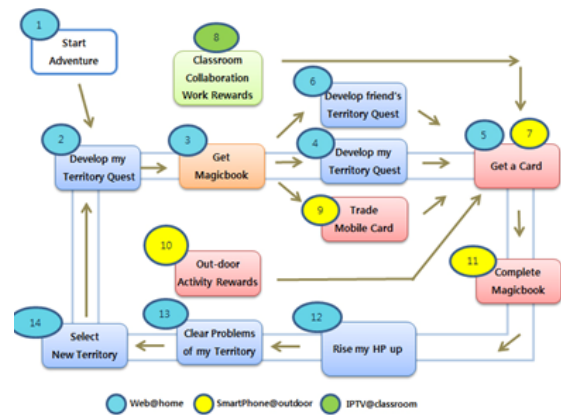 1
Start
Adventure
8
Classroom
Collaboration
Work Rewards
6
Develop friend's
Territory Quest
2
Develop my
Territory Quest
3
Get
Magicbook
4
Develop my
Territory Quest
5
7
Get a Card
9
Trade
Mobile Card
10
Out-door
Activity Rewards
11
Complete
Magicbook
14
Select
New Territory
13
Clear Problems
of my Territory
12
Rise my HP up
Web@home
SmartPhone@outdoor
IPTV@classroom